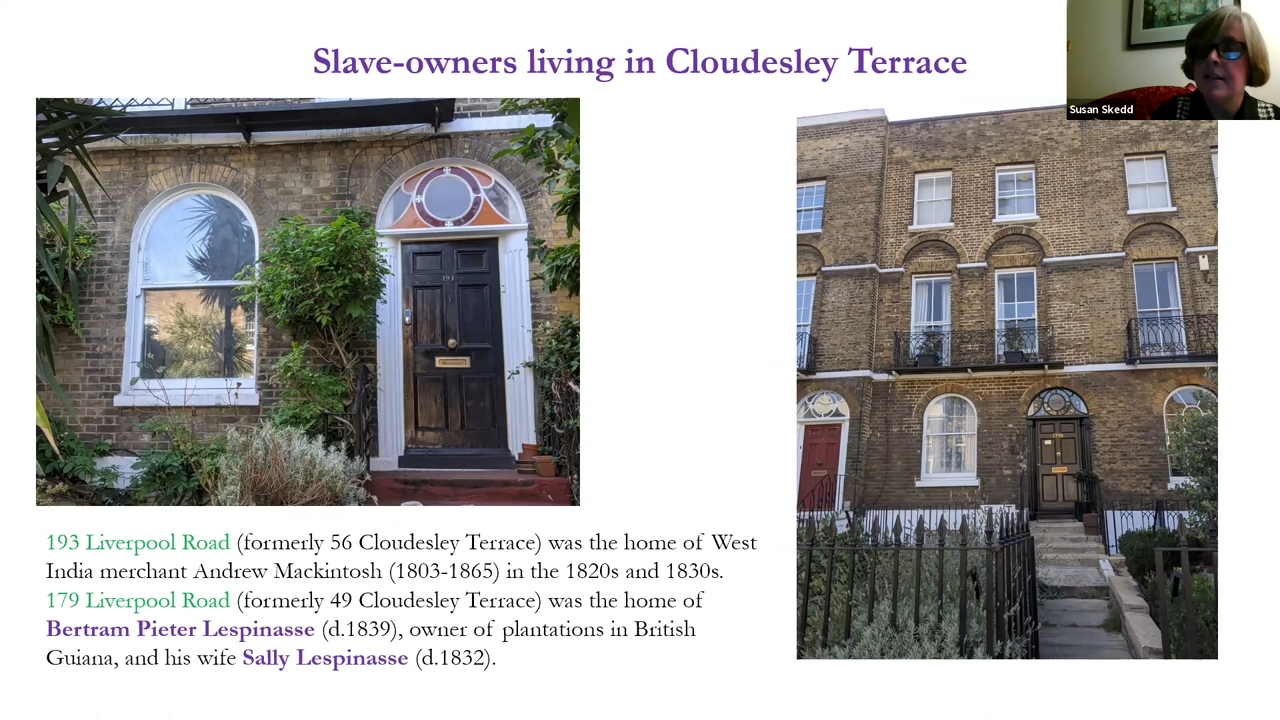 Slave-owners living in Cloudesley Terrace
Susan Skedd
193
193 Liverpool Road (formerly 56 Cloudesley Terrace) was the home of West
India merchant Andrew Mackintosh (1803-1865) in the 1820s and 1830s.
179 Liverpool Road (formerly 49 Cloudesley Terrace) was the home of
Bertram Pieter Lespinasse (d.1839), owner of plantations in British
Guiana, and his wife Sally Lespinasse (d.1832).